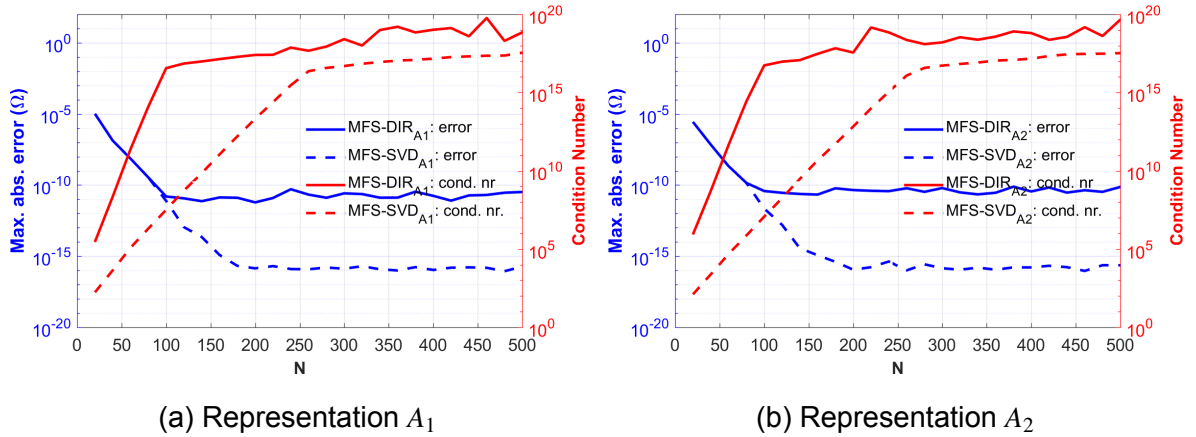 10^0
10^-5
10^-10
10^-15
10^-20
Max. abs. error (Ω)
10^20
10^15
10^10
10^5
10^0
Condition Number
MFS-DIR_A1: error
MFS-SVD_A1: error
MFS-DIR_A1: cond. nr
MFS-SVD_A1: cond. nr.
0 50 100 150 200 250 300 350 400 450 500
N
(a) Representation A_1
10^0
10^-5
10^-10
10^-15
10^-20
Max. abs. error (Ω)
10^20
10^15
10^10
10^5
10^0
Condition Number
MFS-DIR_A2: error
MFS-SVD_A2: error
MFS-DIR_A2: cond. nr
MFS-SVD_A2: cond. nr.
0 50 100 150 200 250 300 350 400 450 500
N
(b) Representation A_2